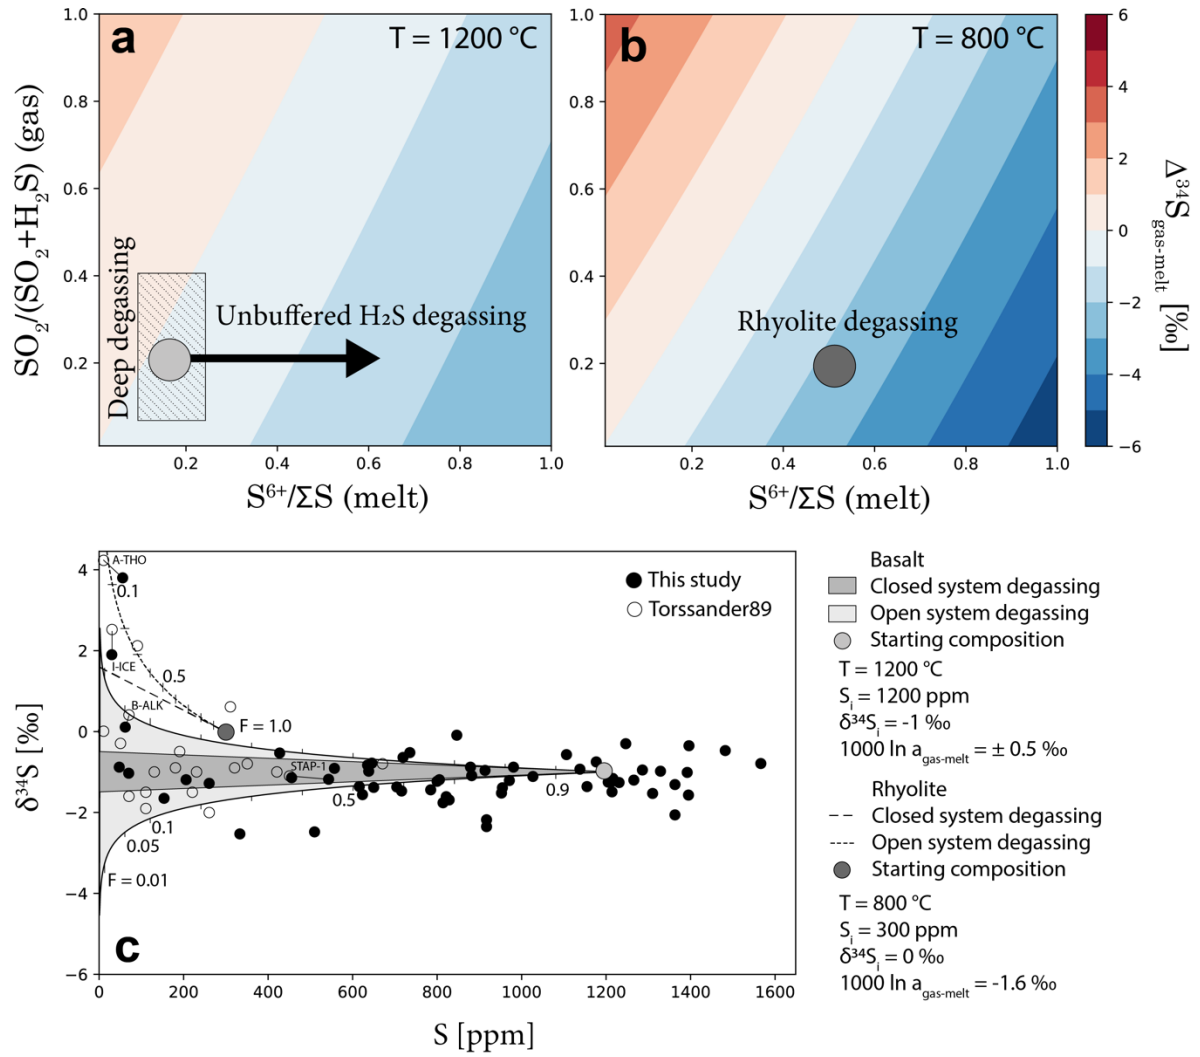 a
T = 1200 °C
b
T = 800 °C
SO₂/(SO₂+H₂S) (gas)
1.0
0.8
0.6
0.4
0.2
Deep degassing
Unbuffered H₂S degassing
0.2
0.4
0.6
0.8
1.0
S⁶⁺/ΣS (melt)
1.0
0.8
0.6
0.4
0.2
Rhyolite degassing
0.2
0.4
0.6
0.8
1.0
S⁶⁺/ΣS (melt)
6
4
2
0
−2
−4
−6
Δ³⁴S gas-melt [‰]
c
δ³⁴S [‰]
4
2
0
−2
−4
−6
A-THO
0.1
I-ICE
0.5
B-ALK
F = 1.0
STAP-1
0.5
0.9
0.1
0.05
F = 0.01
This study
Torssander89
0
200
400
600
800
1000
1200
1400
1600
S [ppm]
Basalt
Closed system degassing
Open system degassing
Starting composition
T = 1200 °C
Sᵢ = 1200 ppm
δ³⁴Sᵢ = -1 ‰
1000 ln a gas-melt = ± 0.5 ‰
Rhyolite
Closed system degassing
Open system degassing
Starting composition
T = 800 °C
Sᵢ = 300 ppm
δ³⁴Sᵢ = 0 ‰
1000 ln a gas-melt = -1.6 ‰